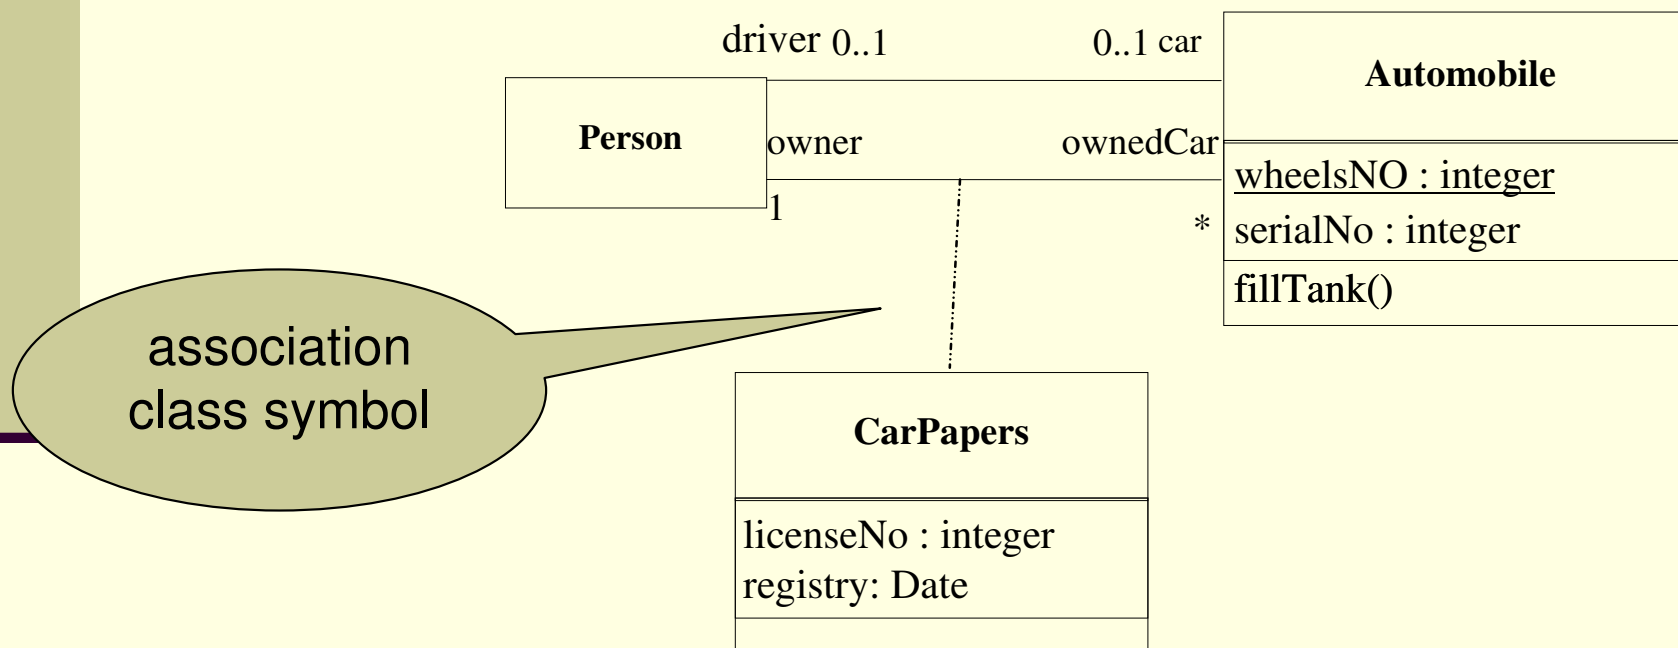 driver 0..1
0..1 car
Automobile
Person
owner
ownedCar
1
*
wheelsNO : integer
serialNo : integer
fillTank()
association
class symbol
CarPapers
licenseNo : integer
registry: Date